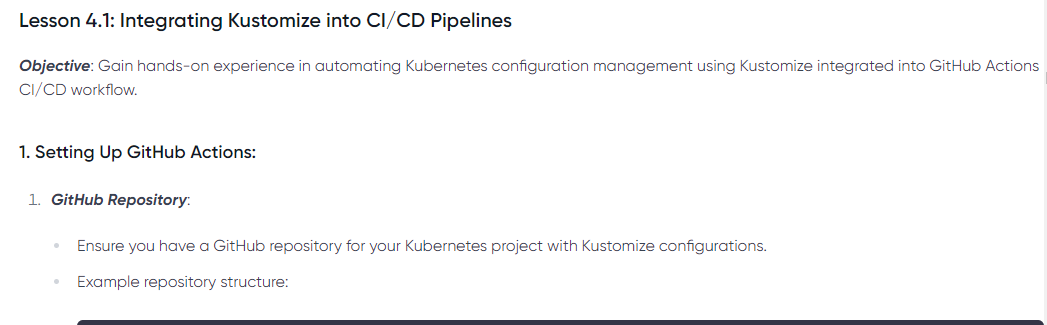 Lesson 4.1: Integrating Kustomize into CI/CD Pipelines
Objective: Gain hands-on experience in automating Kubernetes configuration management using Kustomize integrated into GitHub Actions
CI/CD workflow.
1. Setting Up GitHub Actions:
1. GitHub Repository:
Ensure you have a GitHub repository for your Kubernetes project with Kustomize configurations.
Example repository structure: